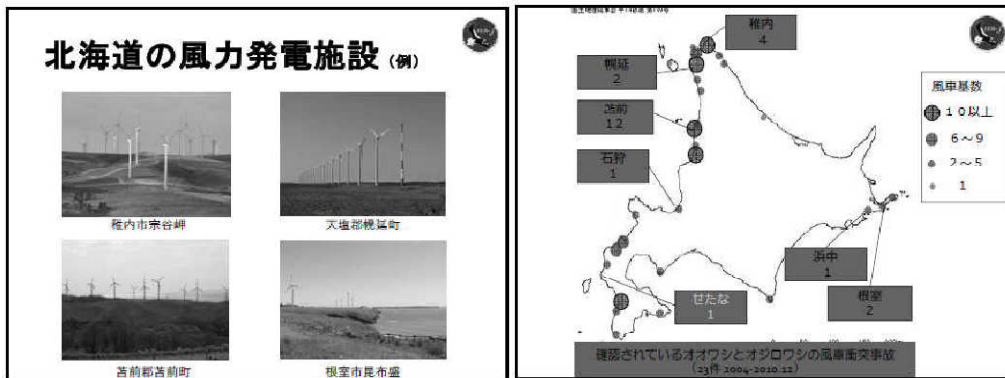 北海道の風力発電施設（例）
稚内市宗谷岬
天塩郡幌延町
苫前郡苫前町
根室市昆布盛
稚内
4
幌延
2
苫前
12
石狩
1
せたな
1
浜中
1
根室
2
風車基数
10以上
6～9
2～5
1
確認されているオオワシとオジロワシの風車衝突事故
(23件 2004-2010.12)